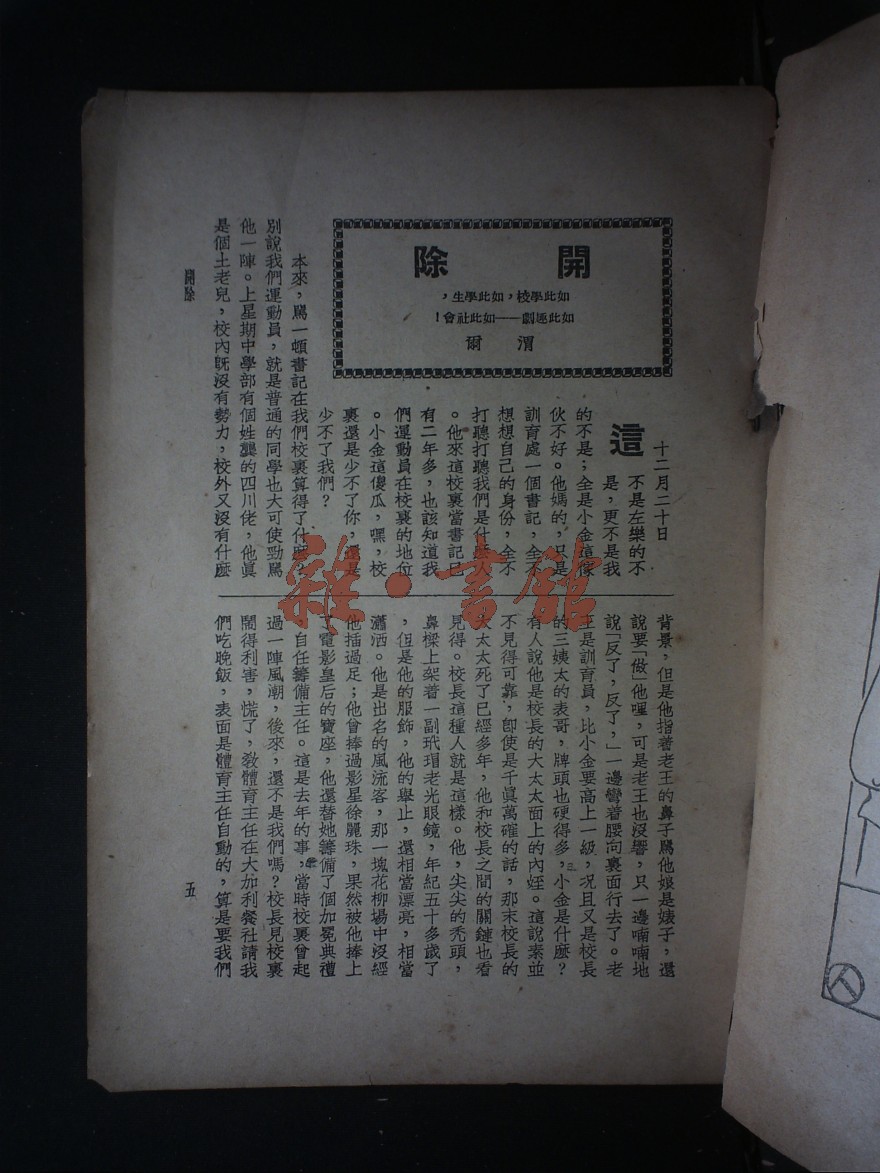 開除
如此學校，如此學生，
如此趣劇——如此社會！
渭爾
十二月二十日
這不是左樂的不
是，更不是我
的不是；全是小金這傢
伙不好。他媽的，只是
訓育處一個書記，全不
想想自己的身份，全不
打聽打聽我們是什麽人
。他來這校裏當書記已
有二年多，也該知道我
們運動員在校裏的地位
。小金這傻瓜，嘿，校
裏還是少不了你，還是
少不了我們？
本來，罵一頓書記在我們校裏算得了什麽？
別說我們運動員，就是普通的同學也大可使勁罵
他一陣。上星期中學部有個姓龔的四川佬，他眞
是個土老兒，校內旣沒有勢力，校外又沒有什麽
背景，但是他指着老王的鼻子罵他娘是婊子，還
說要「做」他哩，可是老王也沒響，只一邊喃喃地
說「反了，反了，」一邊彎着腰向裏面行去了。老
王是訓育員，比小金要高上一級，况且又是校長
的三姨太的表哥，牌頭也硬得多，小金是什麽？
有人說他是校長的大太太面上的內姪。這說素並
不見得可靠，卽使是千眞萬確的話，那末校長的
大太太死了已經多年，他和校長之間的關鏈也看
見得。校長這種人就是這樣。他，尖尖的禿頭，
鼻樑上架着一副玳瑁老光眼鏡，年紀五十多歲了
，但是他的服飾，他的舉止，還相當漂亮，相當
瀟洒。他是出名的風流客，那一塊花柳場中沒經
他插過足；他曾捧過影星徐麗珠，果然被他捧上
了電影皇后的寶座，他還替她籌備了個加冕典禮
，自任籌備主任。這是去年的事，當時校裏曾起
過一陣風潮，後來，還不是我們嗎？校長見校裏
鬧得利害，慌了，敎體育主任在大加利餐社請我
們吃晚飯，表面是體育主任自動的，算是要我們
開除
五
雜·書館